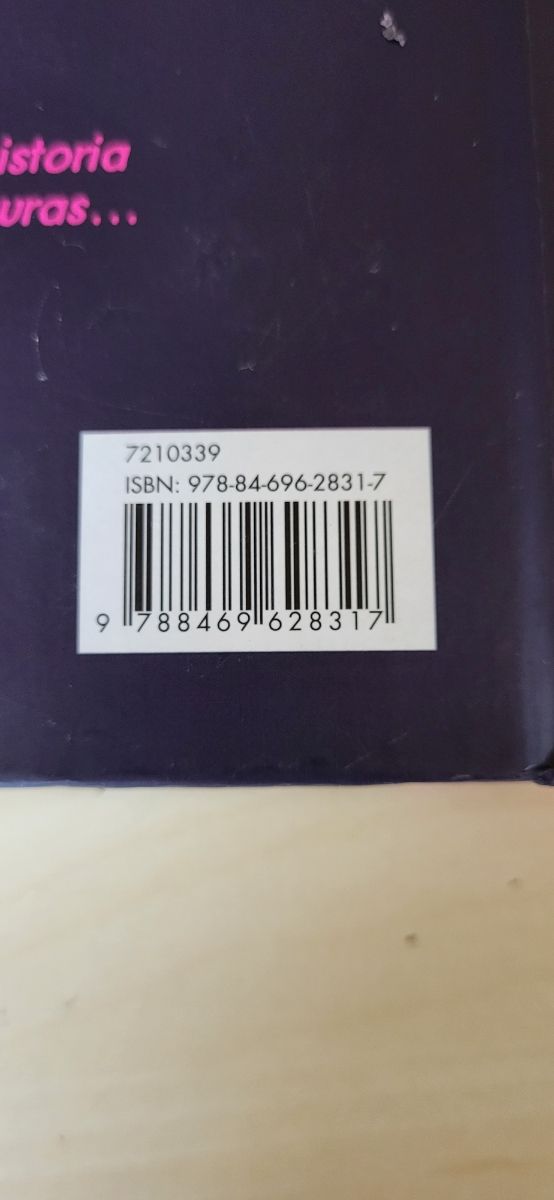 istoria
uras...
7210339
ISBN: 978-84-696-2831-7
9 788469 628317